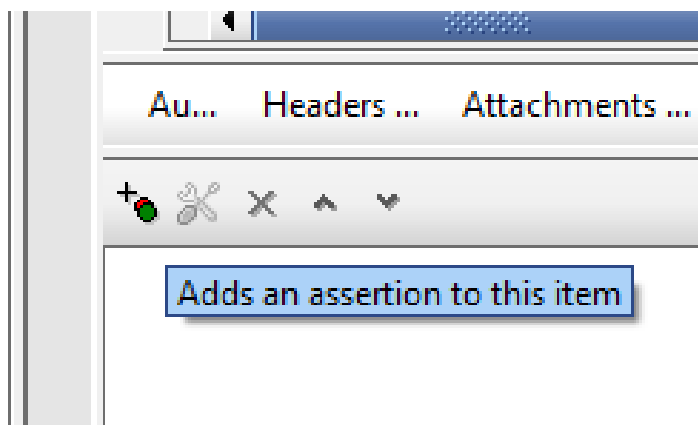 Au... Headers ... Attachments ...
Adds an assertion to this item